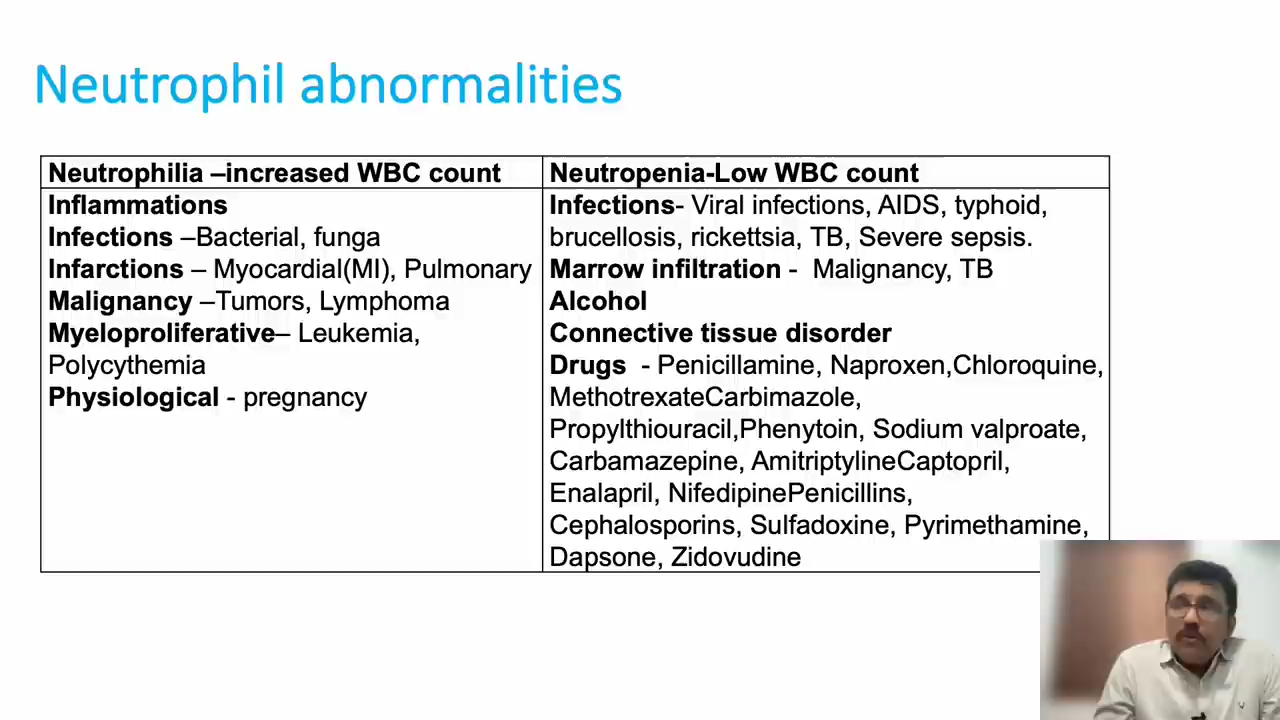 Neutrophil abnormalities
Neutrophilia –increased WBC count
Inflammations
Infections –Bacterial, funga
Infarctions – Myocardial(MI), Pulmonary
Malignancy –Tumors, Lymphoma
Myeloproliferative– Leukemia,
Polycythemia
Physiological - pregnancy
Neutropenia-Low WBC count
Infections- Viral infections, AIDS, typhoid,
brucellosis, rickettsia, TB, Severe sepsis.
Marrow infiltration - Malignancy, TB
Alcohol
Connective tissue disorder
Drugs - Penicillamine, Naproxen,Chloroquine,
MethotrexateCarbimazole,
Propylthiouracil,Phenytoin, Sodium valproate,
Carbamazepine, AmitriptylineCaptopril,
Enalapril, NifedipinePenicillins,
Cephalosporins, Sulfadoxine, Pyrimethamine,
Dapsone, Zidovudine